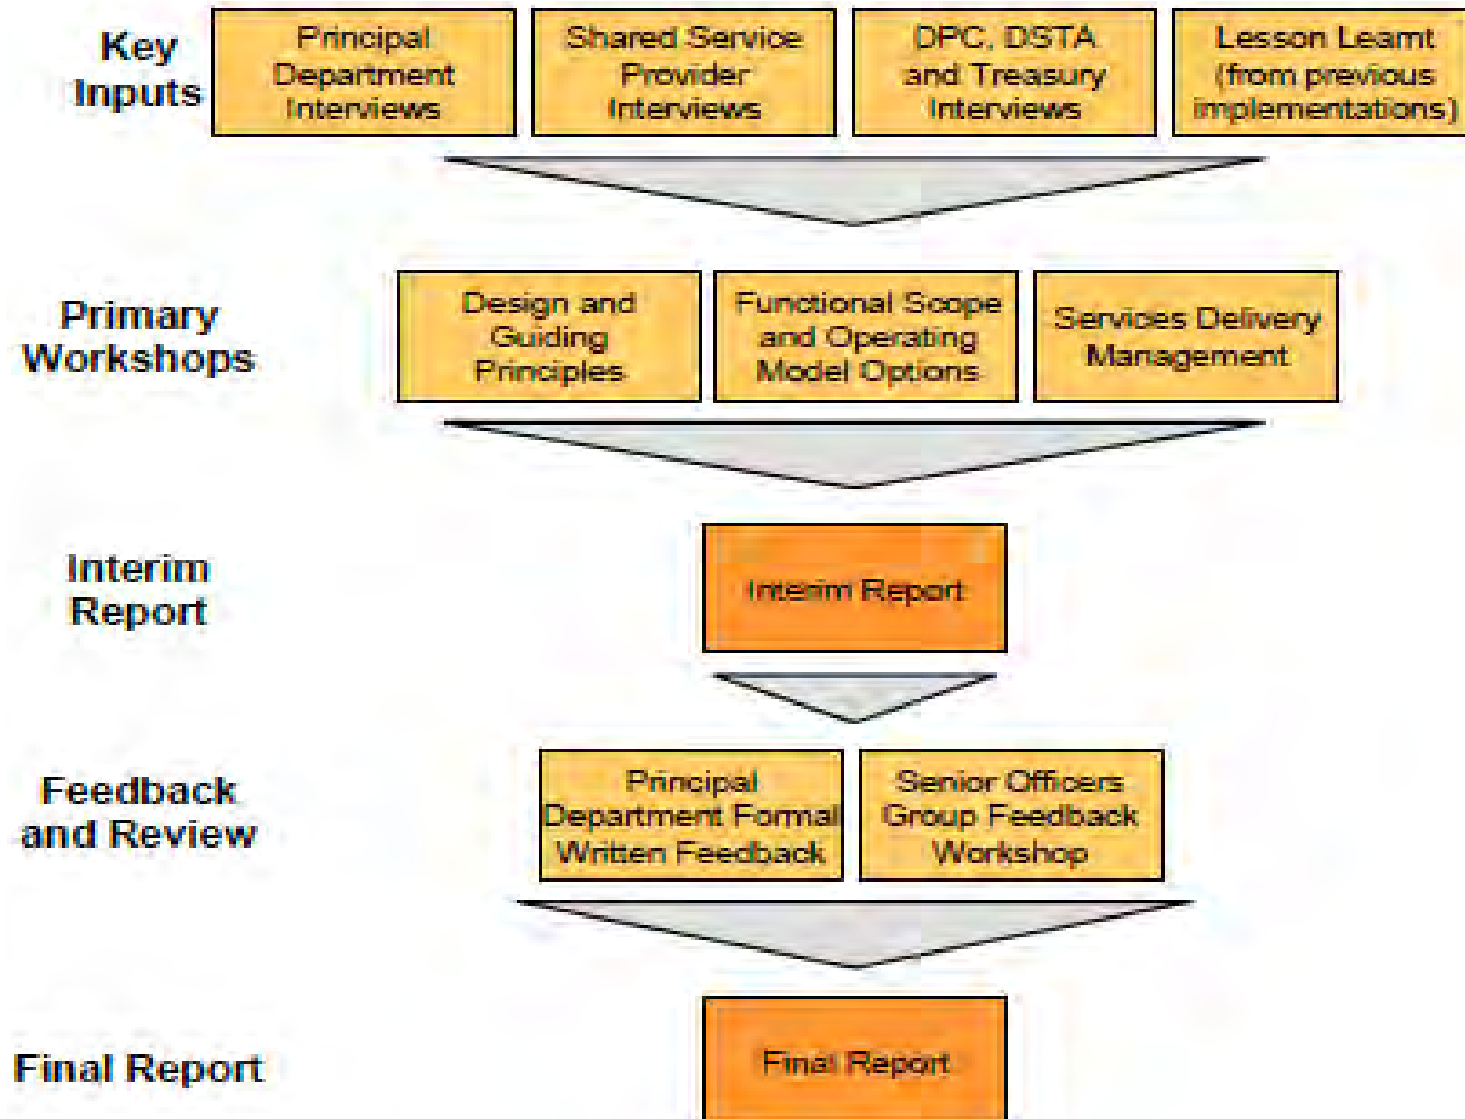 Key
Inputs
Principal
Department
Interviews
Shared Service
Provider
Interviews
DPC, DSTA
and Treasury
Interviews
Lesson Learnt
(from previous
implementations)
Primary
Workshops
Design and
Guiding
Principles
Functional Scope
and Operating
Model Options
Services Delivery
Management
Interim
Report
Interim Report
Feedback
and Review
Principal
Department Formal
Written Feedback
Senior Officers
Group Feedback
Workshop
Final Report
Final Report